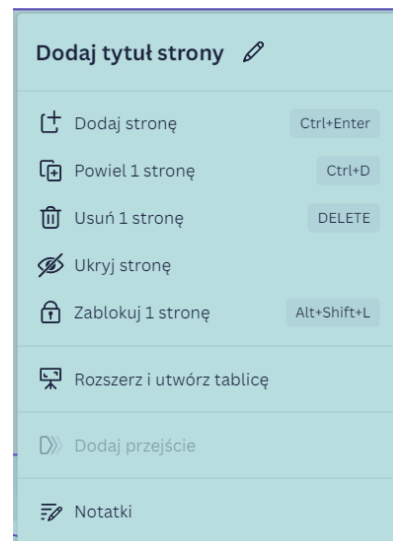 Dodaj tytuł strony
Dodaj stronę Ctrl+Enter
Powiel 1 stronę Ctrl+D
Usuń 1 stronę DELETE
Ukryj stronę
Zablokuj 1 stronę Alt+Shift+L
Rozszerz i utwórz tablicę
Dodaj przejście
Notatki